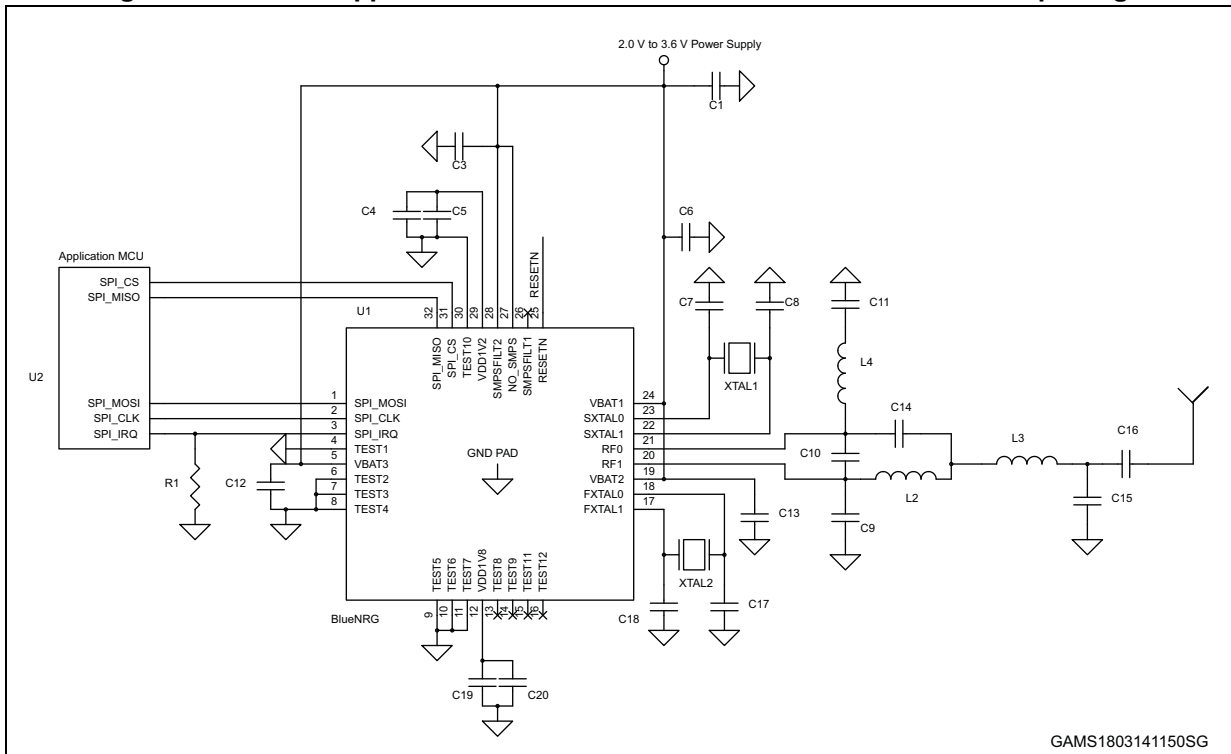 2.0 V to 3.6 V Power Supply
C1
C3
C4
C5
C6
RESETN
Application MCU
SPI_CS
SPI_MISO
U2
SPI_MOSI
SPI_CLK
SPI_IRQ
R1
C12
U1
32
31
30
29
28
27
26
25
SPI_MISO
SPI_CS
TEST10
VDD1V2
SMPSFILT2
NO_SMPS
SMPSFILT1
RESETN
1
2
3
4
5
6
7
8
SPI_MOSI
SPI_CLK
SPI_IRQ
TEST1
VBAT3
TEST2
TEST3
TEST4
GND PAD
VBAT1
SXTAL0
SXTAL1
RF0
RF1
VBAT2
FXTAL0
FXTAL1
24
23
22
21
20
19
18
17
TEST5
TEST6
TEST7
VDD1V8
TEST8
TEST9
TEST11
TEST12
9
10
11
12
13
14
15
16
BlueNRG
C19
C20
C7
C8
XTAL1
C11
L4
C14
C10
L2
L3
C16
C15
C9
C13
XTAL2
C18
C17
GAMS1803141150SG